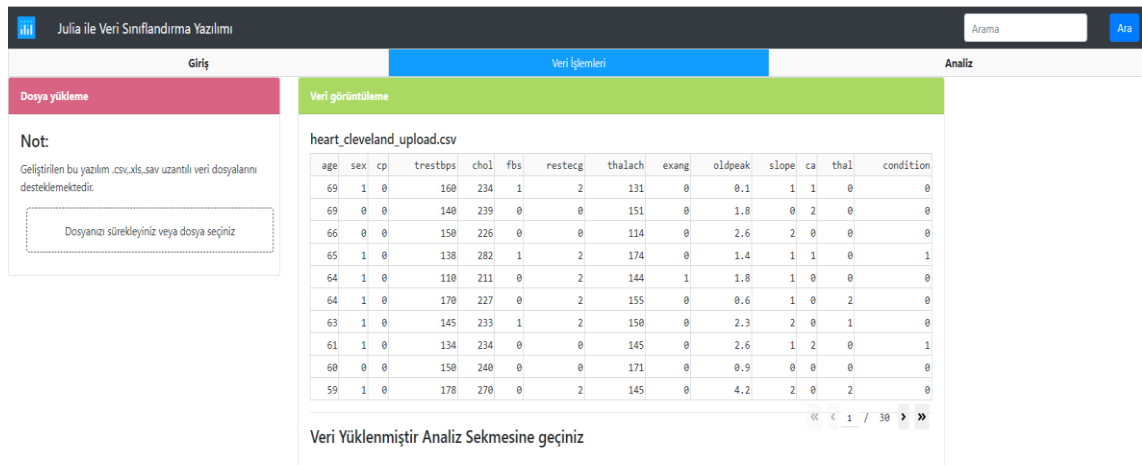 Julia ile Veri Sınıflandırma Yazılımı
Arama
Ara
Giriş
Veri İşlemleri
Analiz
Dosya yükleme
Not:
Geliştirilen bu yazılım .csv,xls,sav uzantılı veri dosyalarını
desteklemektedir.
Dosyanızı sürekleyiniz veya dosya seçiniz
Veri görüntüleme
heart_cleveland_upload.csv
age sex cp trestbps chol fbs restecg thalach exang oldpeak slope ca thal condition
69 1 0 160 234 1 2 131 0 0.1 1 1 0 0
69 0 0 140 239 0 0 151 0 1.8 0 2 0 0
66 0 0 150 226 0 0 114 0 2.6 2 0 0 0
65 1 0 138 282 1 2 174 0 1.4 1 1 0 1
64 1 0 110 211 0 2 144 1 1.8 1 0 0 0
64 1 0 170 227 0 2 155 0 0.6 1 0 2 0
63 1 0 145 233 1 2 150 0 2.3 2 0 1 0
61 1 0 134 234 0 0 145 0 2.6 1 2 0 1
60 0 0 150 240 0 0 171 0 0.9 0 0 0 0
59 1 0 178 270 0 2 145 0 4.2 2 0 2 0
« < 1 / 30 > »
Veri Yüklenmiştir Analiz Sekmesine geçiniz